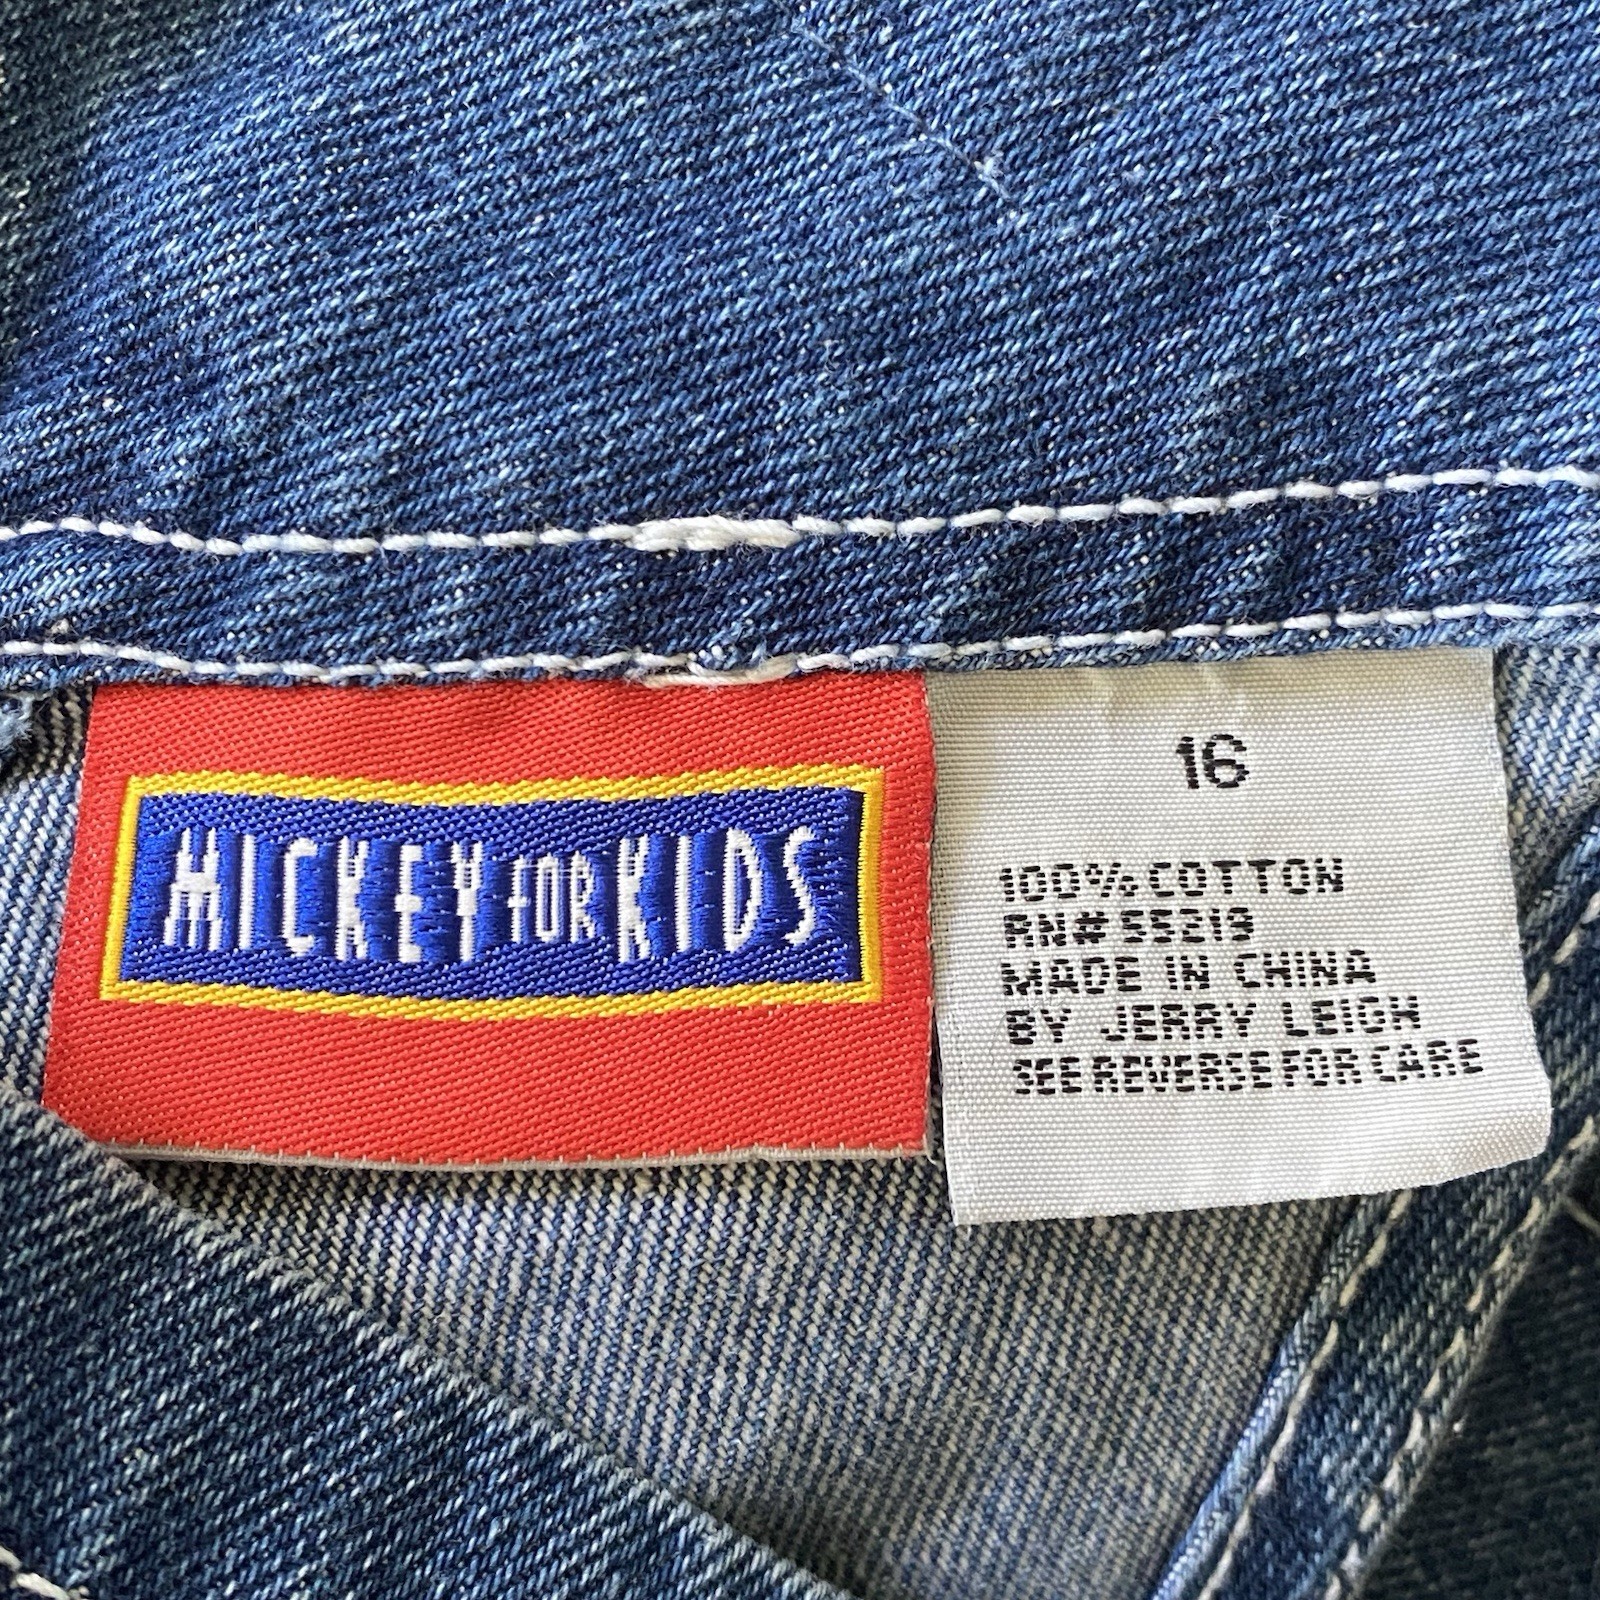 MICKEY FOR KIDS
16
100% COTTON
RN# 55219
MADE IN CHINA
BY JERRY LEIGH
SEE REVERSE FOR CARE